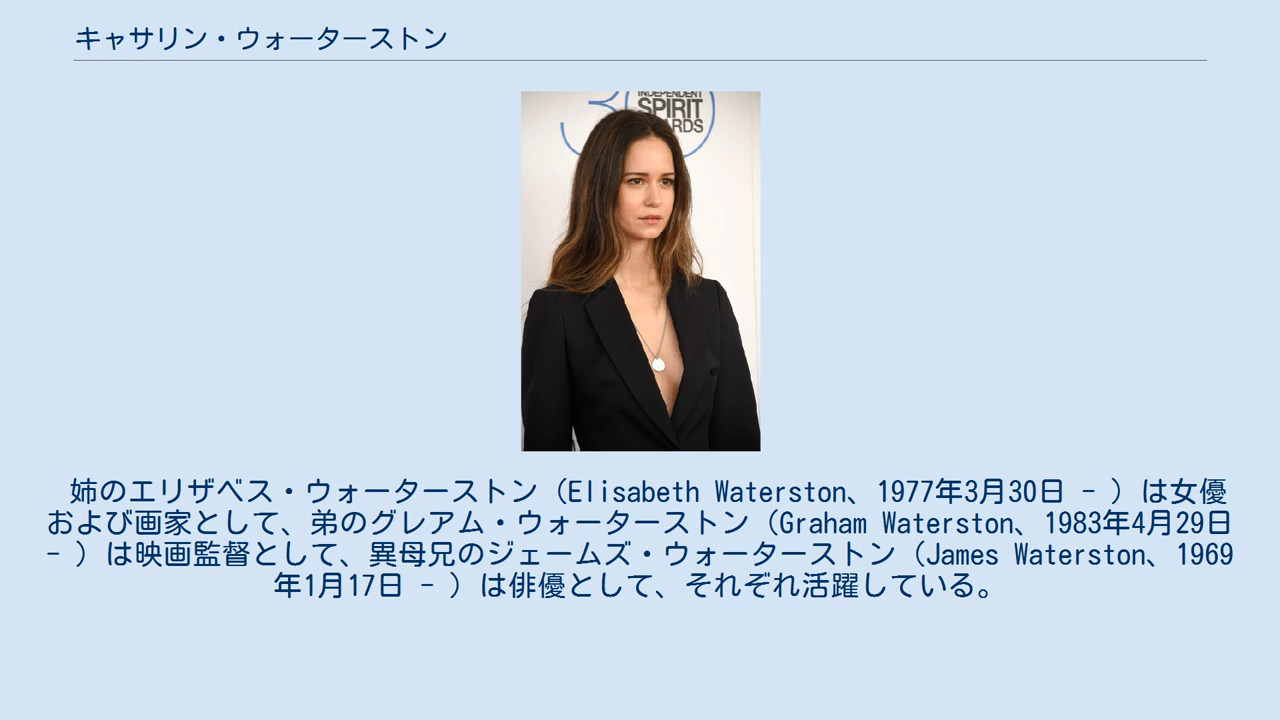 キャサリン・ウォーターストン
INDEPENDENT
SPIRIT
姉のエリザベス・ウォーターストン（Elisabeth Waterston、1977年3月30日 - ）は女優
および画家として、弟のグレアム・ウォーターストン（Graham Waterston、1983年4月29日
- ）は映画監督として、異母兄のジェームズ・ウォーターストン（James Waterston、1969
年1月17日 - ）は俳優として、それぞれ活躍している。